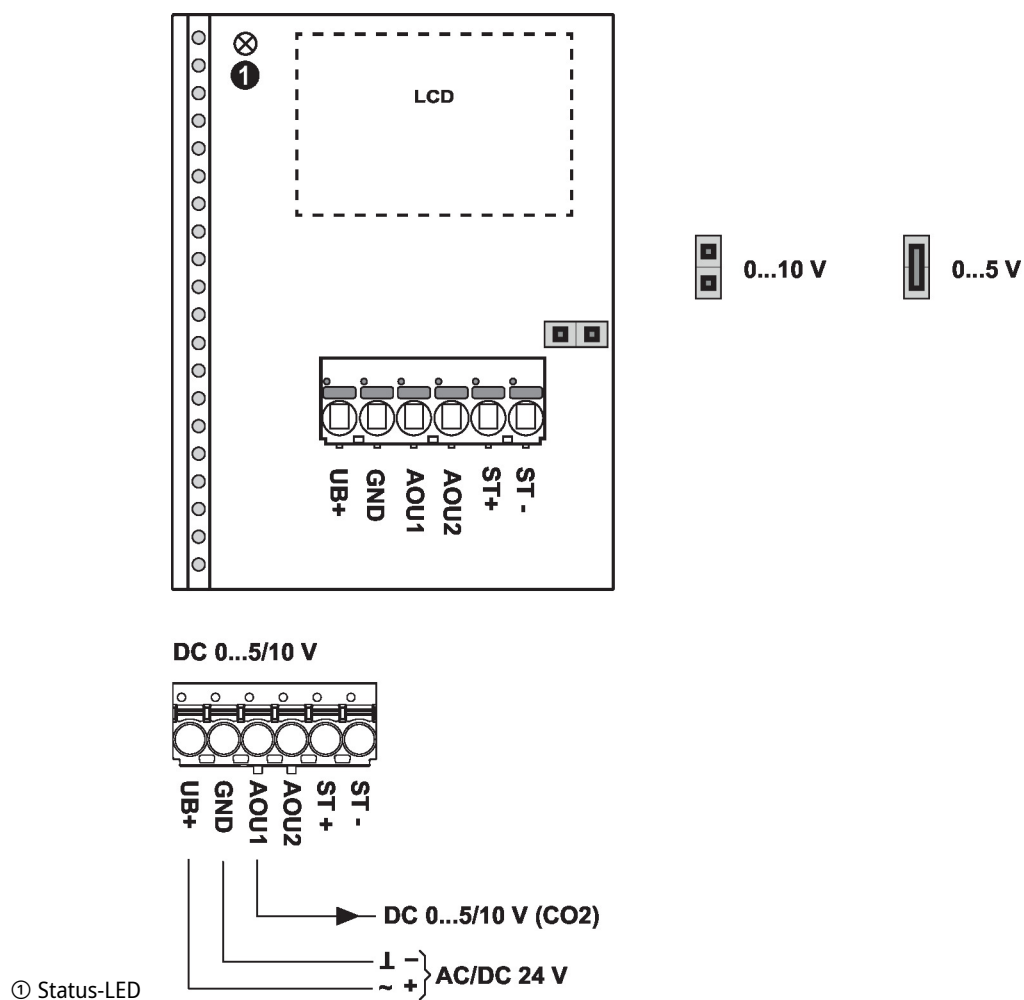 ❶
LCD
0...10 V
0...5 V
UB+
GND
AOU1
AOU2
ST+
ST -
DC 0...5/10 V
UB+
GND
AOU1
AOU2
ST +
ST -
DC 0...5/10 V (CO2)
⊥ −
~ +
AC/DC 24 V
① Status-LED